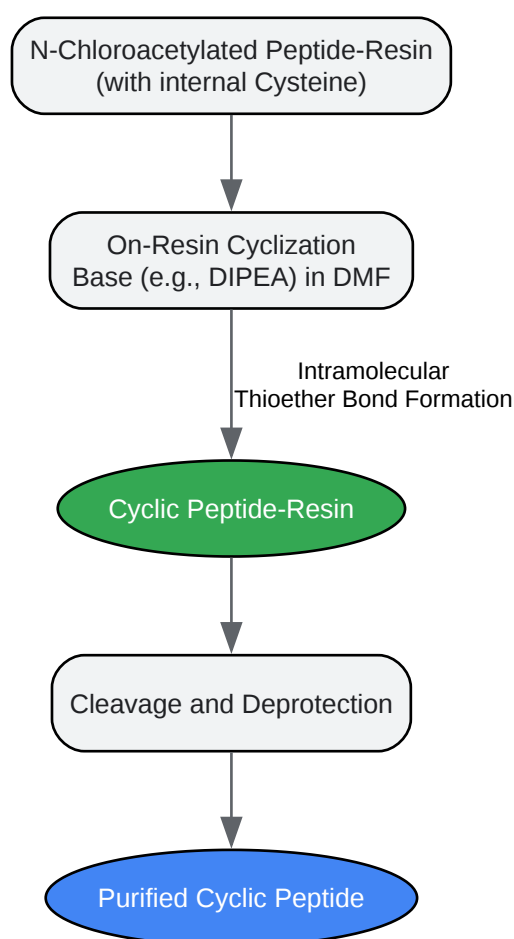 N-Chloroacetylated Peptide-Resin
(with internal Cysteine)
On-Resin Cyclization
Base (e.g., DIPEA) in DMF
Intramolecular
Thioether Bond Formation
Cyclic Peptide-Resin
Cleavage and Deprotection
Purified Cyclic Peptide